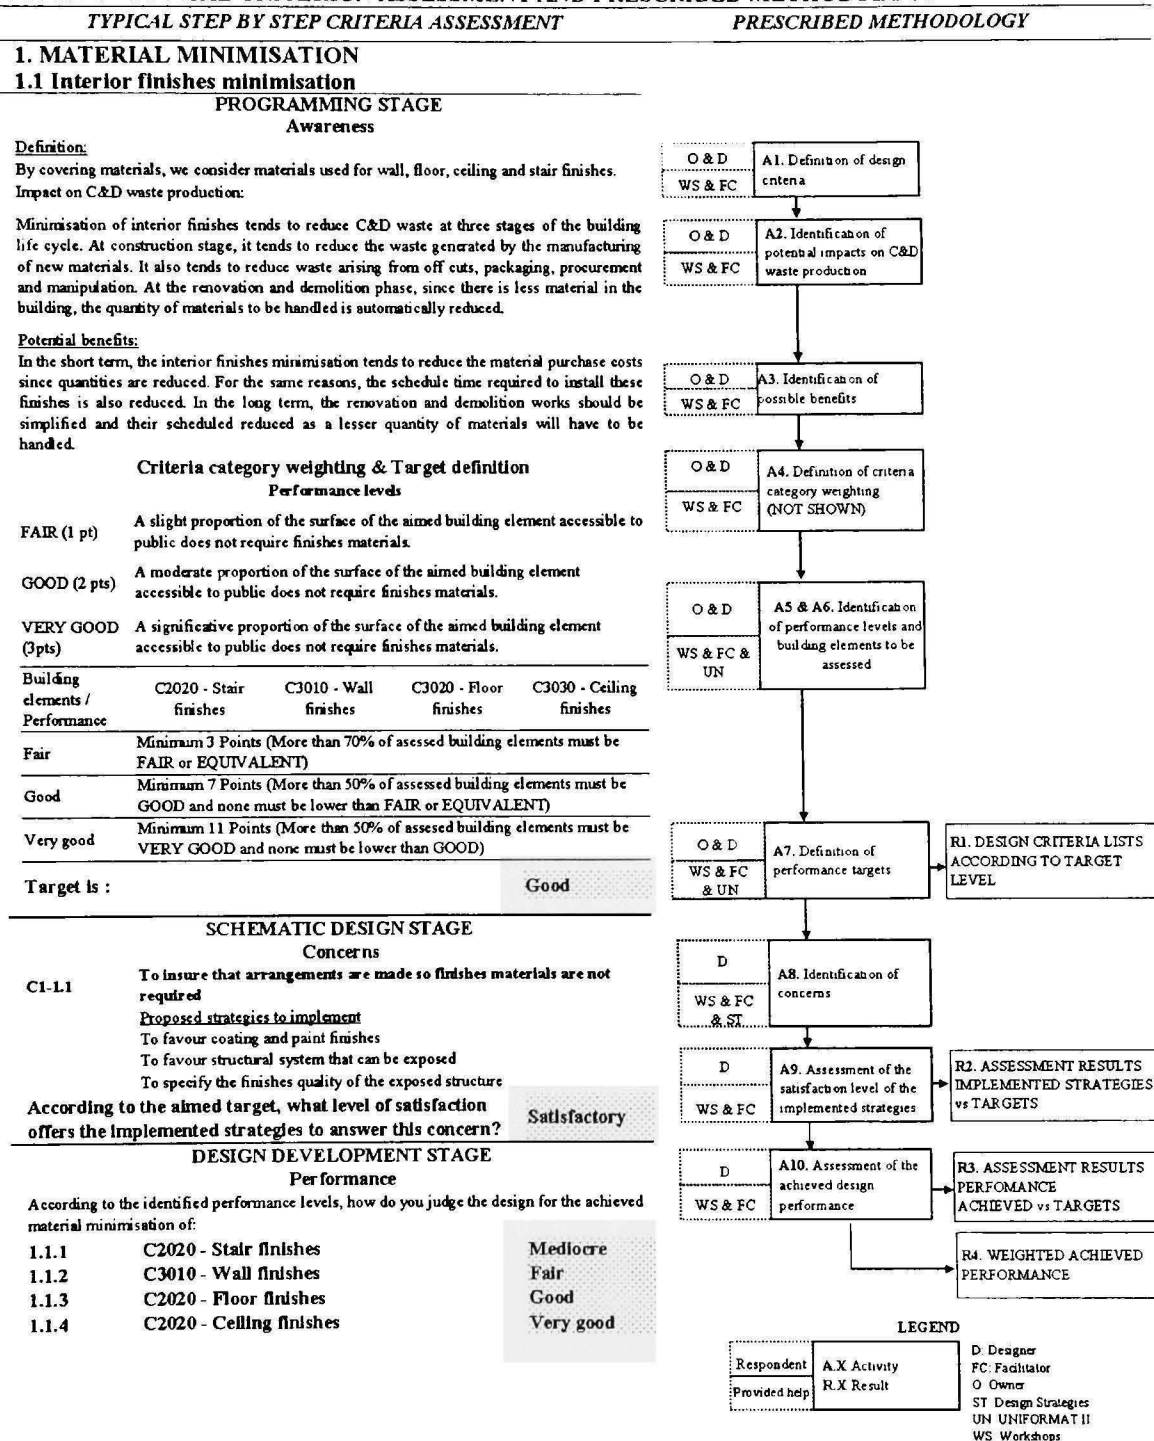 TYPICAL STEP BY STEP CRITERIA ASSESSMENT
PRESCRIBED METHODOLOGY
1. MATERIAL MINIMISATION
1.1 Interior finishes minimisation
PROGRAMMING STAGE
Awareness
Definition:
By covering materials, we consider materials used for wall, floor, ceiling and stair finishes.
Impact on C&D waste production:
Minimisation of interior finishes tends to reduce C&D waste at three stages of the building
life cycle. At construction stage, it tends to reduce the waste generated by the manufacturing
of new materials. It also tends to reduce waste arising from off cuts, packaging, procurement
and manipulation. At the renovation and demolition phase, since there is less material in the
building, the quantity of materials to be handled is automatically reduced.
Potential benefits:
In the short term, the interior finishes minimisation tends to reduce the material purchase costs
since quantities are reduced. For the same reasons, the schedule time required to install these
finishes is also reduced. In the long term, the renovation and demolition works should be
simplified and their scheduled reduced as a lesser quantity of materials will have to be
handled.
Criteria category weighting & Target definition
Performance levels
FAIR (1 pt)
A slight proportion of the surface of the aimed building element accessible to
public does not require finishes materials.
GOOD (2 pts)
A moderate proportion of the surface of the aimed building element
accessible to public does not require finishes materials.
VERY GOOD
(3pts)
A significative proportion of the surface of the aimed building element
accessible to public does not require finishes materials.
Building
elements /
Performance
C2020 - Stair
finishes
C3010 - Wall
finishes
C3020 - Floor
finishes
C3030 - Ceiling
finishes
Fair
Minimum 3 Points (More than 70% of asessed building elements must be
FAIR or EQUIVALENT)
Good
Minimum 7 Points (More than 50% of assessed building elements must be
GOOD and none must be lower than FAIR or EQUIVALENT)
Very good
Minimum 11 Points (More than 50% of assesed building elements must be
VERY GOOD and none must be lower than GOOD)
Target is :
Good
SCHEMATIC DESIGN STAGE
Concerns
C1-1.1
To insure that arrangements are made so finishes materials are not
required
Proposed strategies to implement
To favour coating and paint finishes
To favour structural system that can be exposed
To specify the finishes quality of the exposed structure
According to the aimed target, what level of satisfaction
offers the implemented strategies to answer this concern?
Satisfactory
DESIGN DEVELOPMENT STAGE
Performance
According to the identified performance levels, how do you judge the design for the achieved
material minimisation of:
1.1.1 C2020 - Stair finishes Mediocre
1.1.2 C3010 - Wall finishes Fair
1.1.3 C2020 - Floor finishes Good
1.1.4 C2020 - Ceiling finishes Very good
O & D
WS & FC
A1. Definition of design
criteria
O & D
WS & FC
A2. Identification of
potential impacts on C&D
waste production
O & D
WS & FC
A3. Identification of
possible benefits
O & D
WS & FC
A4. Definition of criteria
category weighting
(NOT SHOWN)
O & D
WS & FC &
UN
A5 & A6. Identification
of performance levels and
building elements to be
assessed
O & D
WS & FC
& UN
A7. Definition of
performance targets
R1. DESIGN CRITERIA LISTS
ACCORDING TO TARGET
LEVEL
D
WS & FC
& ST
A8. Identification of
concerns
D
WS & FC
A9. Assessment of the
satisfaction level of the
implemented strategies
R2. ASSESSMENT RESULTS
IMPLEMENTED STRATEGIES
vs TARGETS
D
WS & FC
A10. Assessment of the
achieved design
performance
R3. ASSESSMENT RESULTS
PERFOMANCE
ACHIEVED vs TARGETS
R4. WEIGHTED ACHIEVED
PERFORMANCE
LEGEND
Respondent
Provided help
A.X Activity
R.X Result
D: Designer
FC: Facilitator
O Owner
ST Design Strategies
UN UNIFORMAT II
WS Workshops